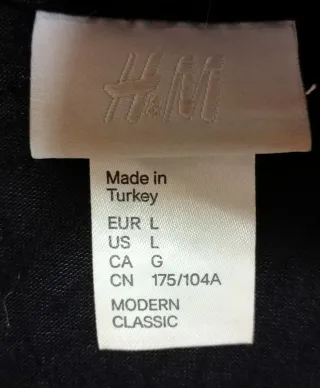 H&M
Made in
Turkey
EUR L
US L
CA G
CN 175/104A
MODERN
CLASSIC